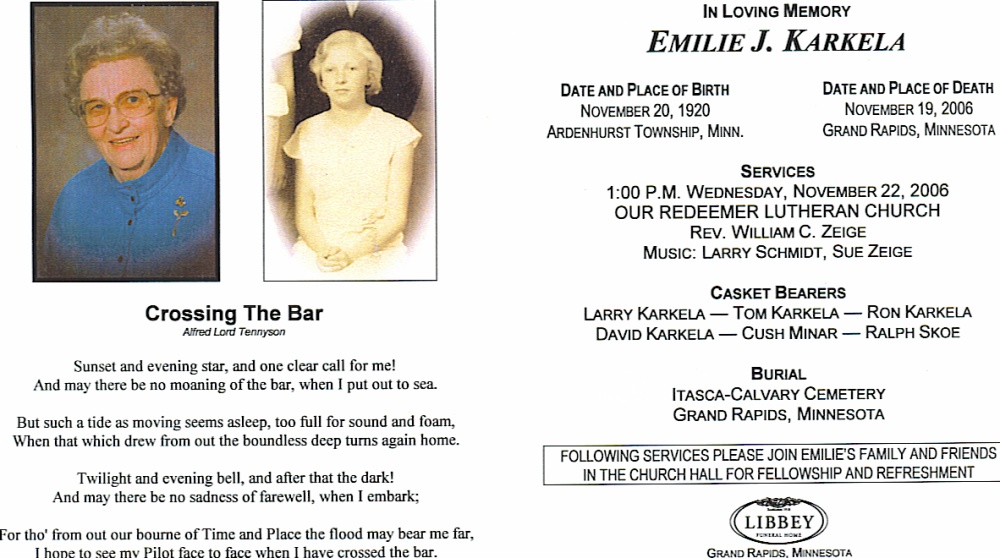 Crossing The Bar
Alfred Lord Tennyson
Sunset and evening star, and one clear call for me!
And may there be no moaning of the bar, when I put out to sea.
But such a tide as moving seems asleep, too full for sound and foam,
When that which drew from out the boundless deep turns again home.
Twilight and evening bell, and after that the dark!
And may there be no sadness of farewell, when I embark;
For tho' from out our bourne of Time and Place the flood may bear me far,
I hope to see my Pilot face to face when I have crossed the bar.
IN LOVING MEMORY
EMILIE J. KARKELA
DATE AND PLACE OF BIRTH
NOVEMBER 20, 1920
ARDENHURST TOWNSHIP, MINN.
DATE AND PLACE OF DEATH
NOVEMBER 19, 2006
GRAND RAPIDS, MINNESOTA
SERVICES
1:00 P.M. WEDNESDAY, NOVEMBER 22, 2006
OUR REDEEMER LUTHERAN CHURCH
REV. WILLIAM C. ZEIGE
MUSIC: LARRY SCHMIDT, SUE ZEIGE
CASKET BEARERS
LARRY KARKELA — TOM KARKELA — RON KARKELA
DAVID KARKELA — CUSH MINAR — RALPH SKOE
BURIAL
ITASCA-CALVARY CEMETERY
GRAND RAPIDS, MINNESOTA
FOLLOWING SERVICES PLEASE JOIN EMILIE'S FAMILY AND FRIENDS
IN THE CHURCH HALL FOR FELLOWSHIP AND REFRESHMENT
LIBBEY
FUNERAL HOME
GRAND RAPIDS, MINNESOTA